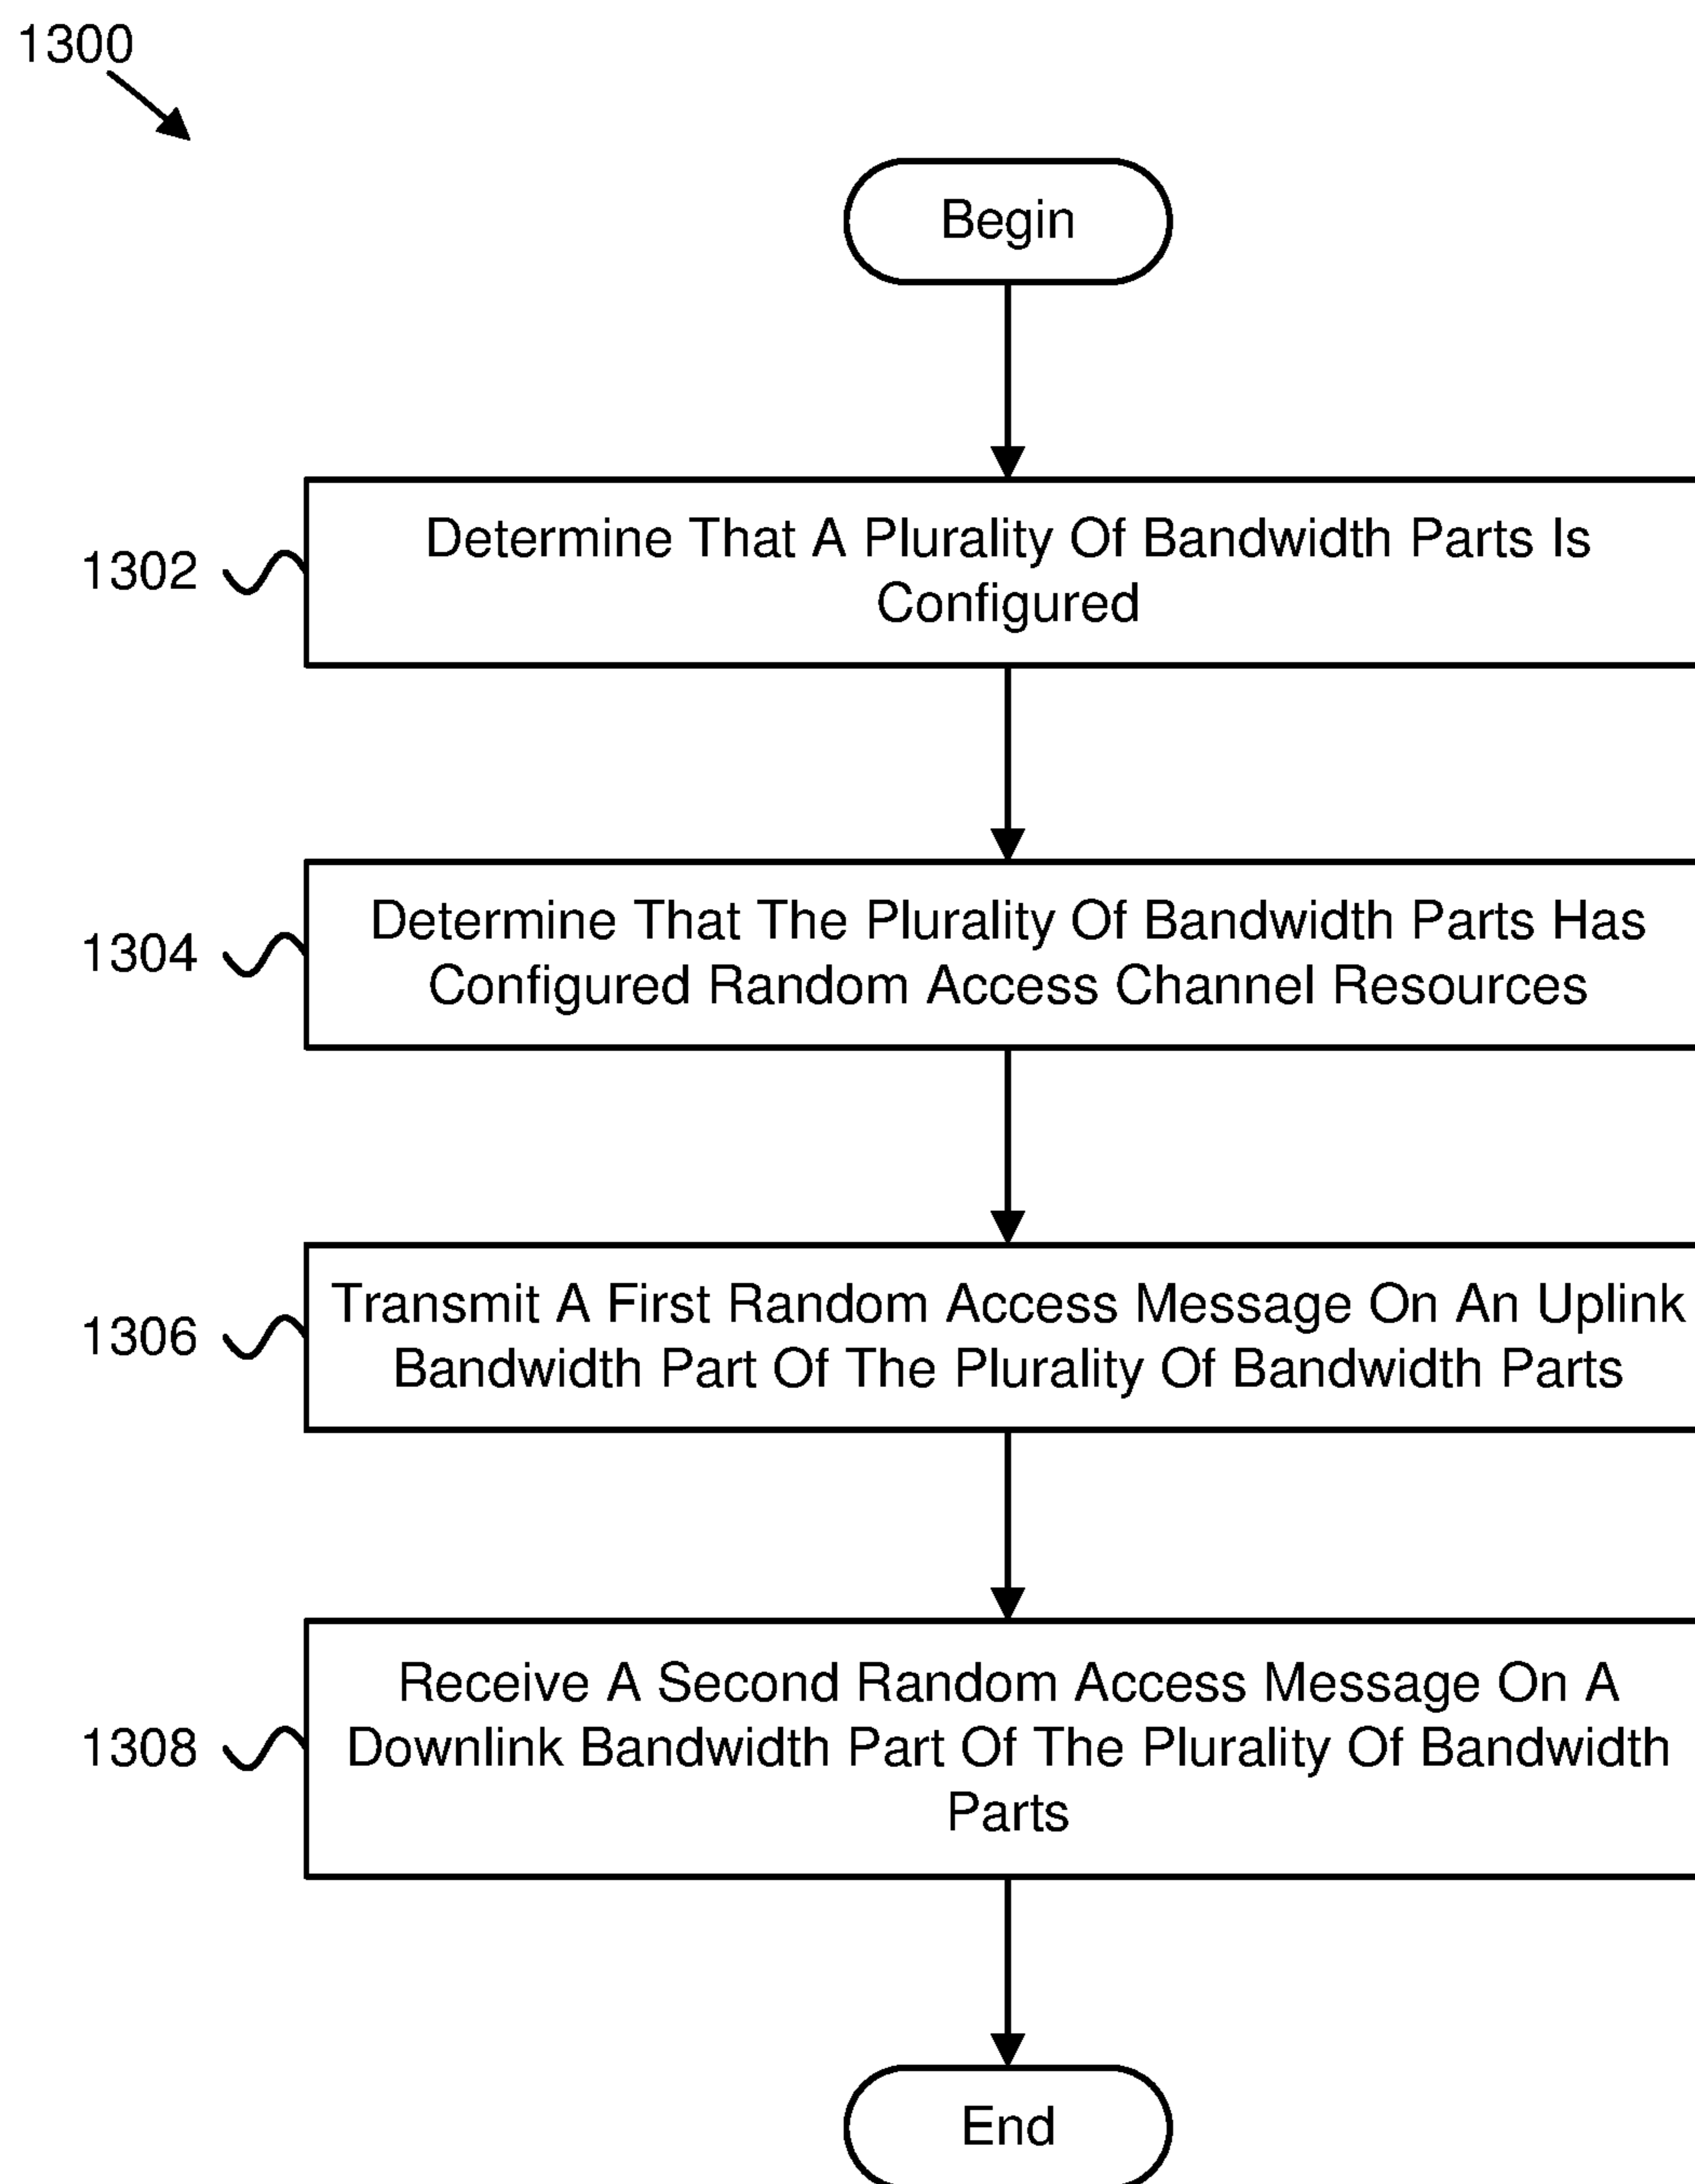 1300
Begin
1302
Determine That A Plurality Of Bandwidth Parts Is
Configured
1304
Determine That The Plurality Of Bandwidth Parts Has
Configured Random Access Channel Resources
1306
Transmit A First Random Access Message On An Uplink
Bandwidth Part Of The Plurality Of Bandwidth Parts
1308
Receive A Second Random Access Message On A
Downlink Bandwidth Part Of The Plurality Of Bandwidth
Parts
End